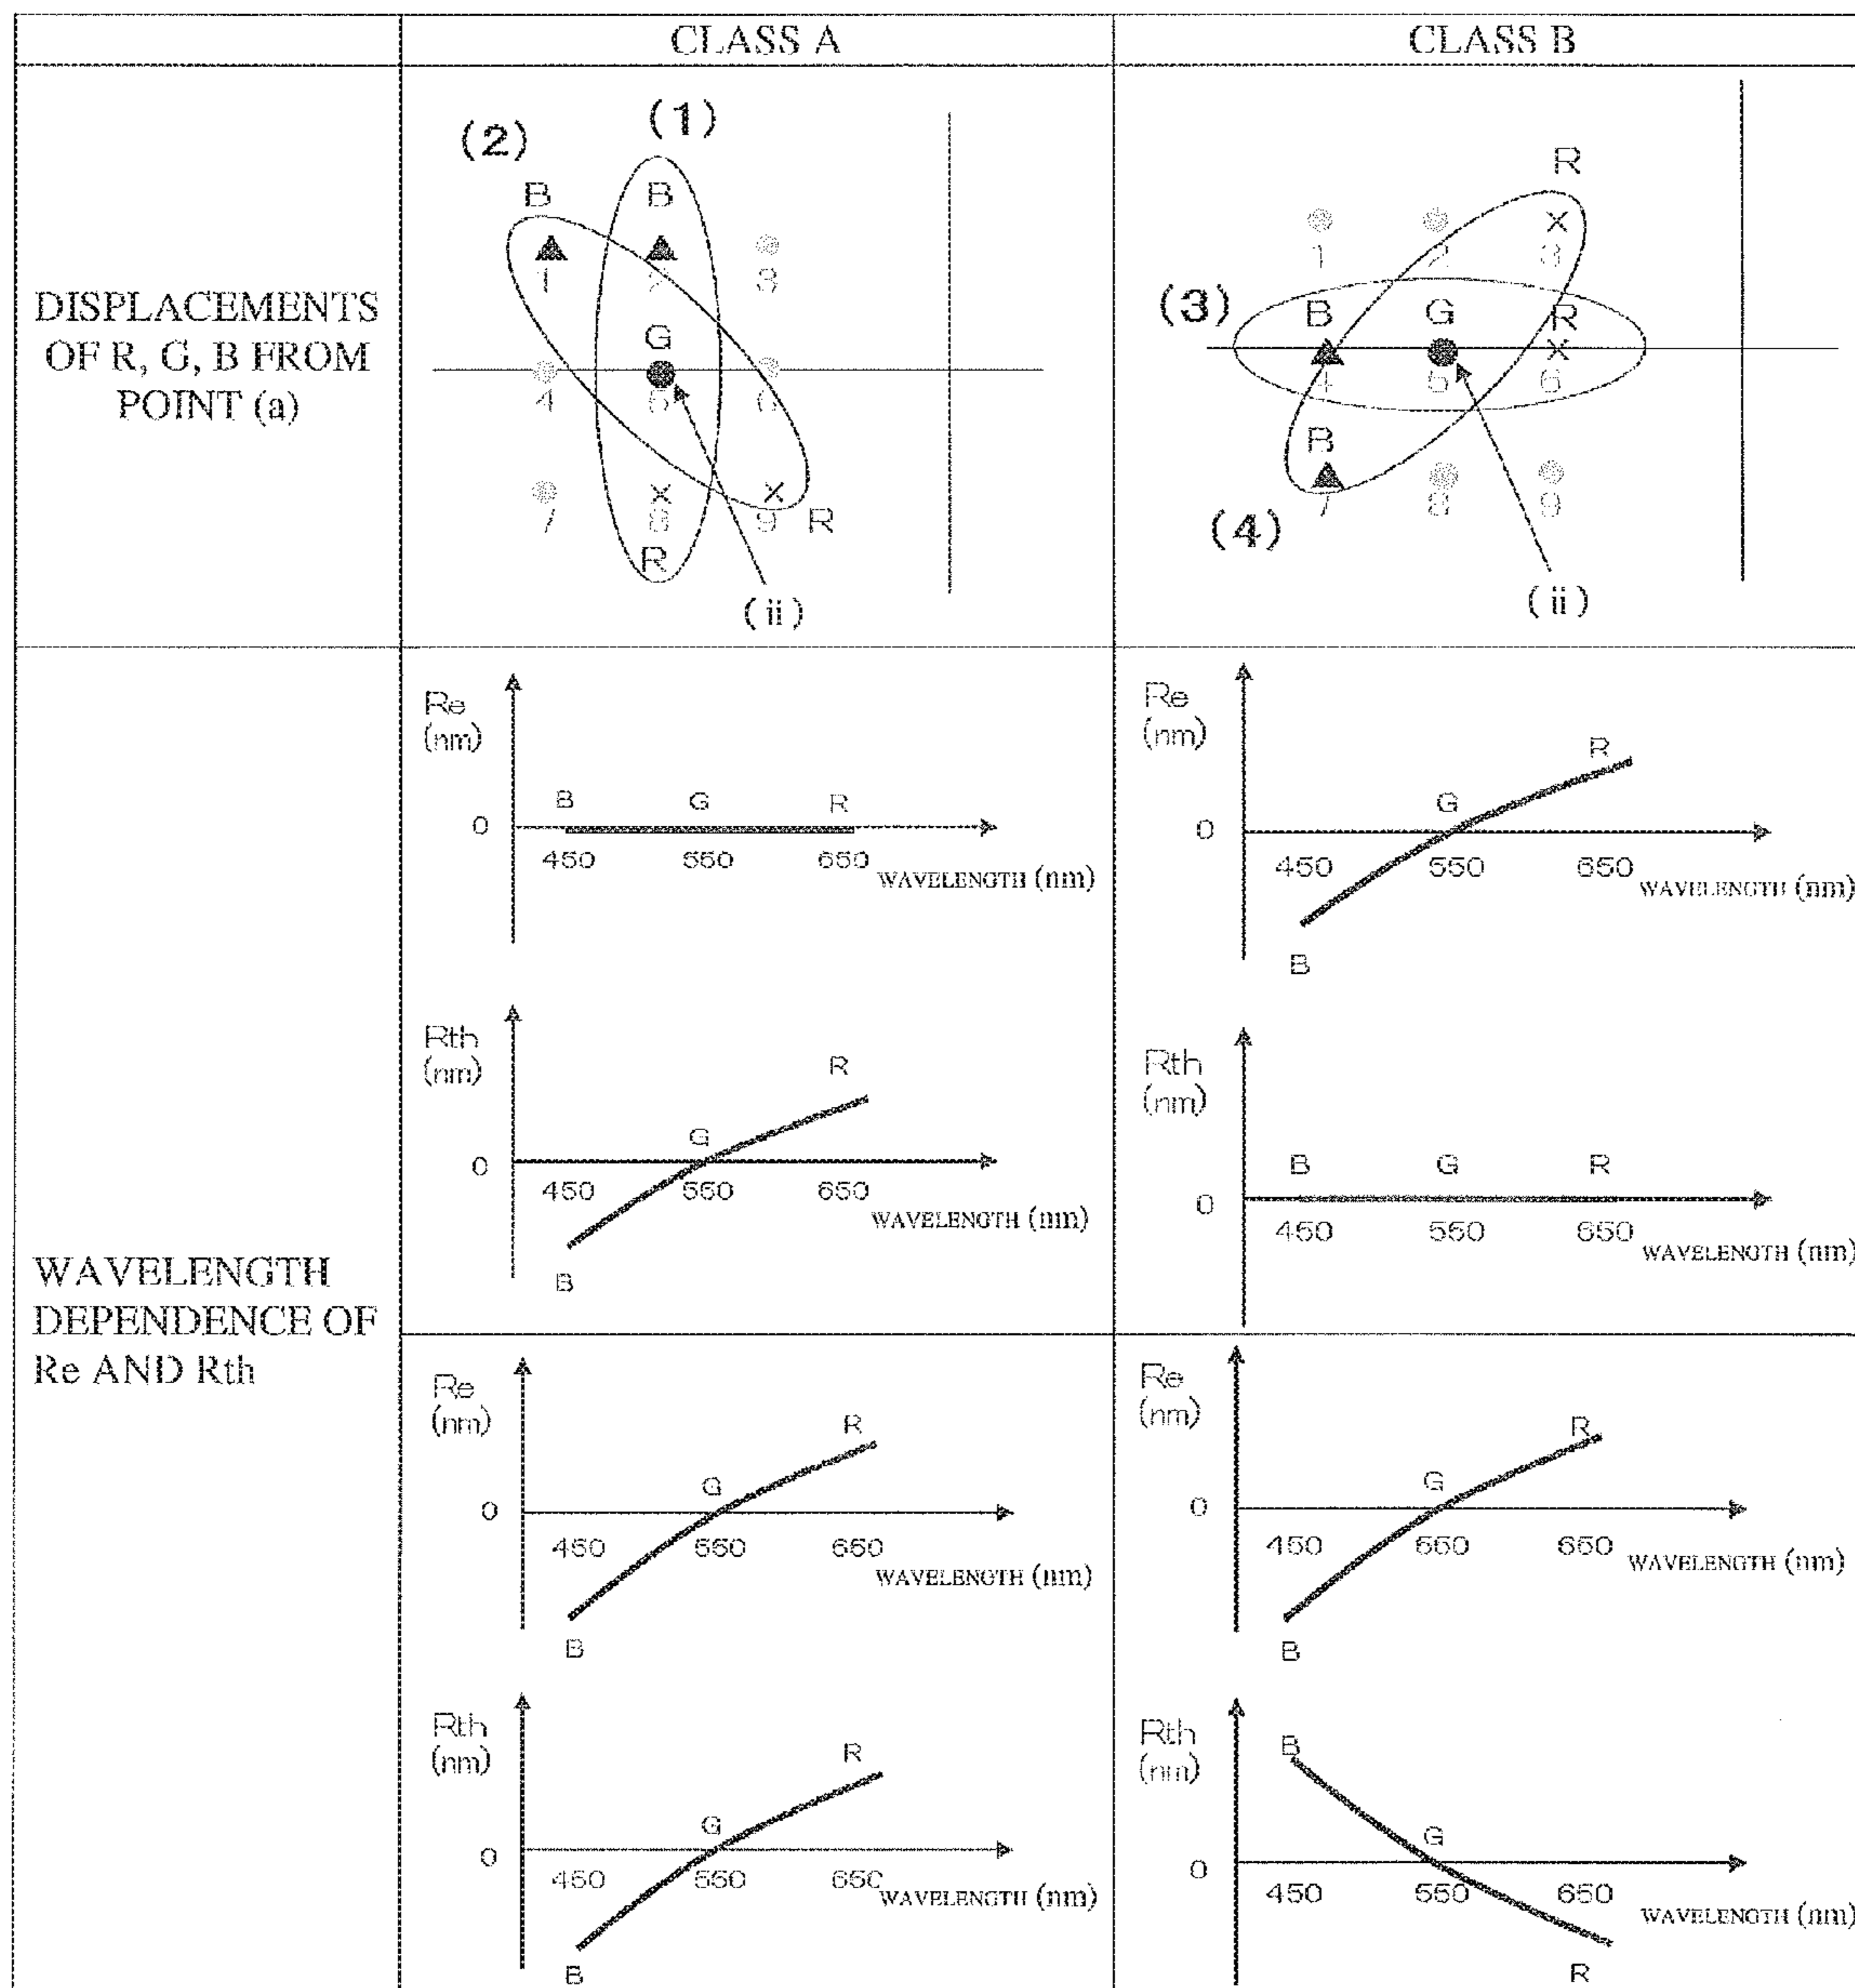 CLASS A
CLASS B
DISPLACEMENTS
OF R, G, B FROM
POINT (a)
(2)
(1)
B
B
1
2
3
G
4
5
6
7
8
9
R
R
(ii)
R
1
2
3
(3)
B
G
R
4
5
6
B
7
8
9
(4)
(ii)
WAVELENGTH
DEPENDENCE OF
Re AND Rth
Re
(nm)
B
G
R
0
450
550
650
WAVELENGTH (nm)
Rth
(nm)
R
G
0
450
550
650
WAVELENGTH (nm)
B
Re
(nm)
R
G
0
450
550
650
WAVELENGTH (nm)
B
Rth
(nm)
B
G
R
0
450
550
650
WAVELENGTH (nm)
Re
(nm)
R
G
0
450
550
650
WAVELENGTH (nm)
B
Rth
(nm)
R
G
0
450
550
650
WAVELENGTH (nm)
B
Re
(nm)
R
G
0
450
550
650
WAVELENGTH (nm)
B
Rth
(nm)
B
G
0
450
550
650
WAVELENGTH (nm)
R